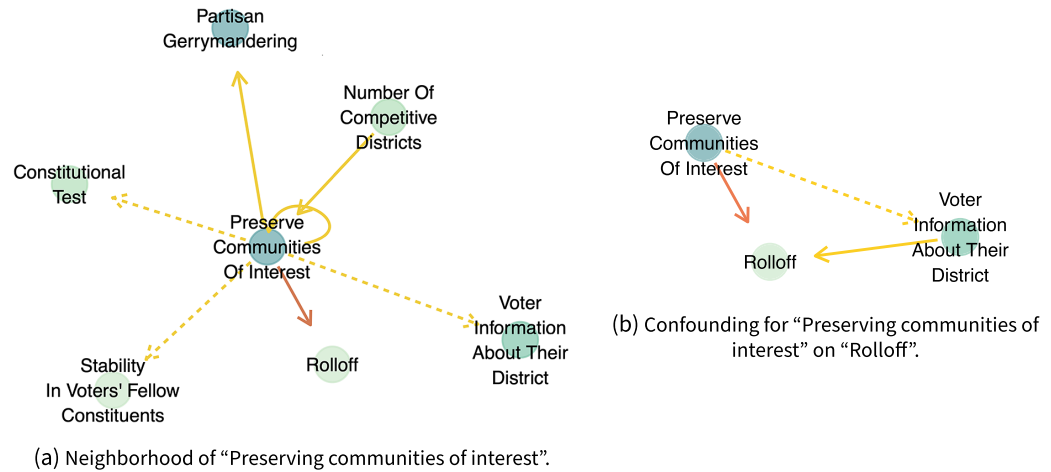 Partisan
Gerrymandering
Number Of
Competitive
Districts
Constitutional
Test
Preserve
Communities
Of Interest
Stability
In Voters' Fellow
Constituents
Rolloff
Voter
Information
About Their
District
(a) Neighborhood of “Preserving communities of interest”.
Preserve
Communities
Of Interest
Voter
Information
About Their
District
Rolloff
(b) Confounding for “Preserving communities of
interest” on “Rolloff”.